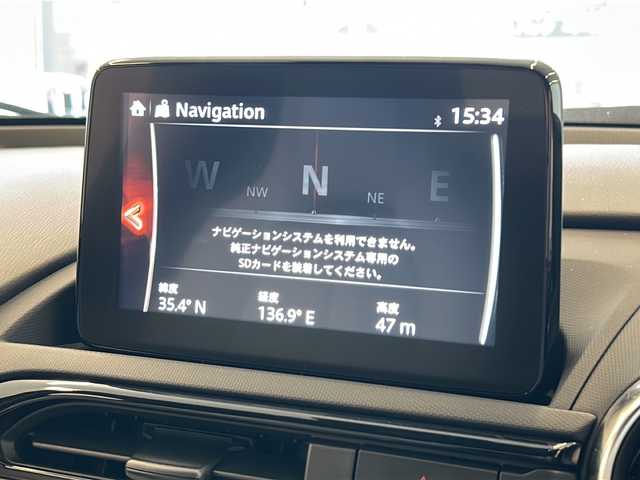 Navigation
15:34
W NW N NE E
ナビゲーションシステムを利用できません。
純正ナビゲーションシステム専用の
SDカードを装着してください。
緯度 経度 高度
35.4° N 136.9° E 47 m